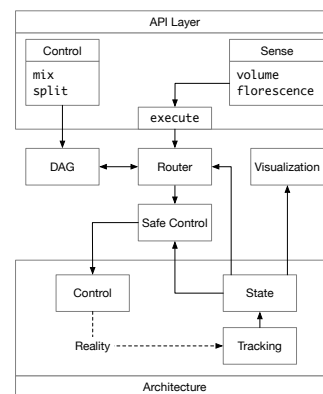 API Layer
Control
mix
split
Sense
volume
florescence
execute
DAG
Router
Visualization
Safe Control
Control
State
Reality
Tracking
Architecture